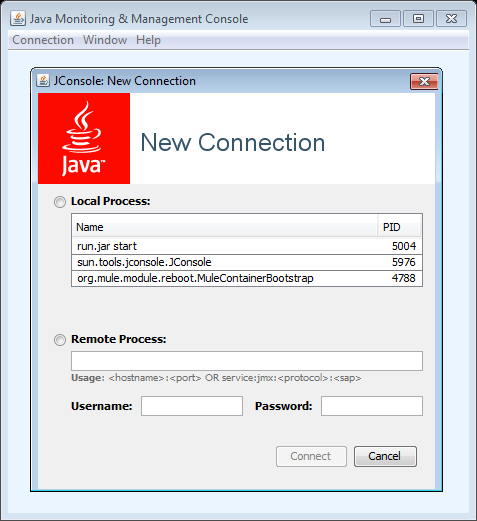 Java Monitoring & Management Console
Connection Window Help
JConsole: New Connection
Java™
New Connection
Local Process:
Name PID
run.jar start 5004
sun.tools.jconsole.JConsole 5976
org.mule.module.reboot.MuleContainerBootstrap 4788
Remote Process:
Usage: <hostname>:<port> OR service:jmx:<protocol>:<sap>
Username: Password:
Connect Cancel